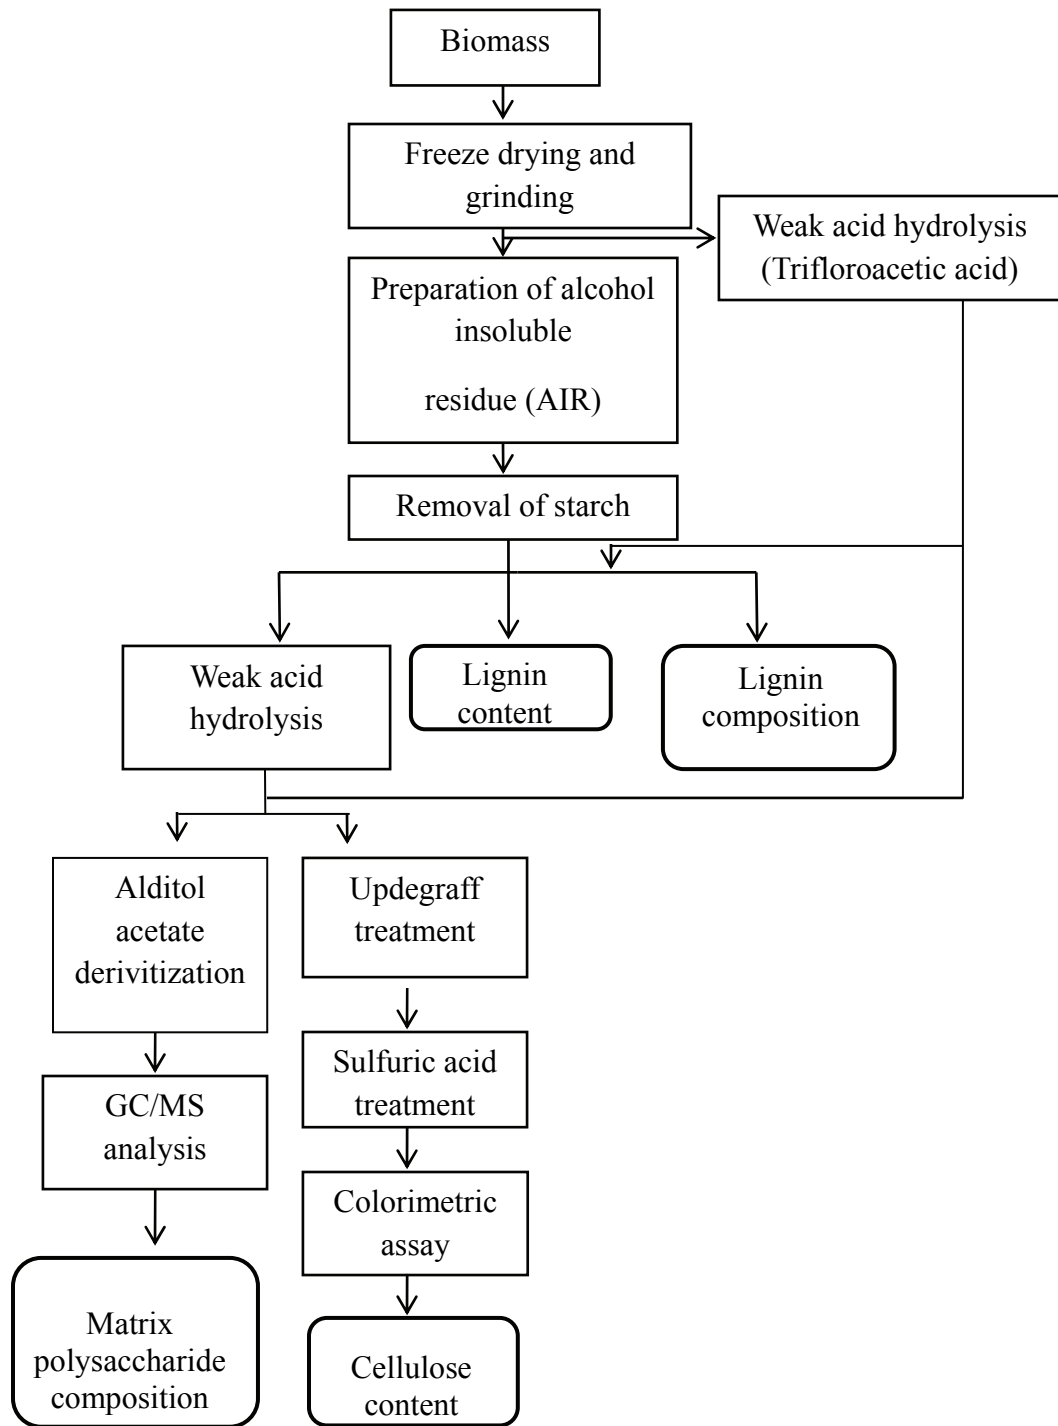 Biomass
Freeze drying and
grinding
Weak acid hydrolysis
(Trifloroacetic acid)
Preparation of alcohol
insoluble
residue (AIR)
Removal of starch
Weak acid
hydrolysis
Lignin
content
Lignin
composition
Alditol
acetate
derivitization
Updegraff
treatment
GC/MS
analysis
Sulfuric acid
treatment
Colorimetric
assay
Matrix
polysaccharide
composition
Cellulose
content